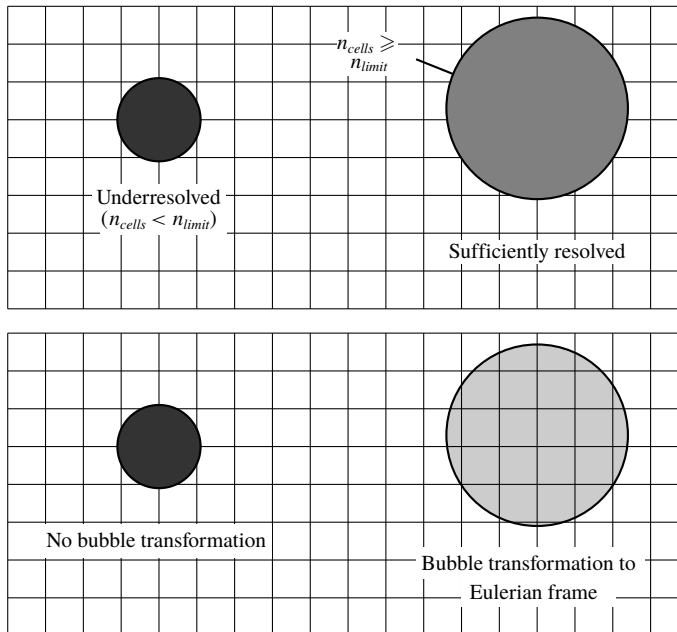 n_cells ⩾
n_limit
Underresolved
(n_cells < n_limit)
Sufficiently resolved
No bubble transformation
Bubble transformation to
Eulerian frame